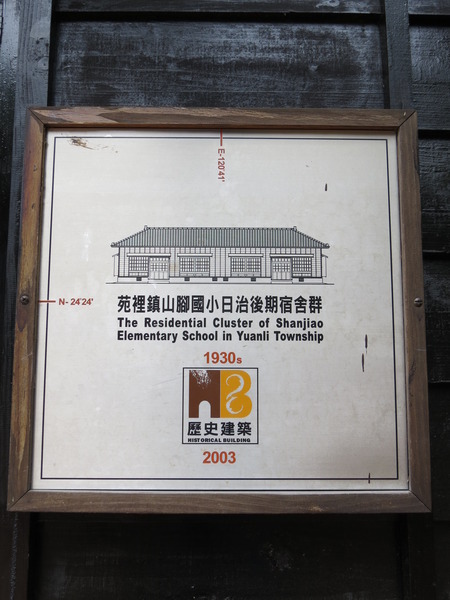 E-120°41'
N- 24°24'
苑裡鎮山腳國小日治後期宿舍群
The Residential Cluster of Shanjiao
Elementary School in Yuanli Township
1930s
歷史建築
HISTORICAL BUILDING
2003